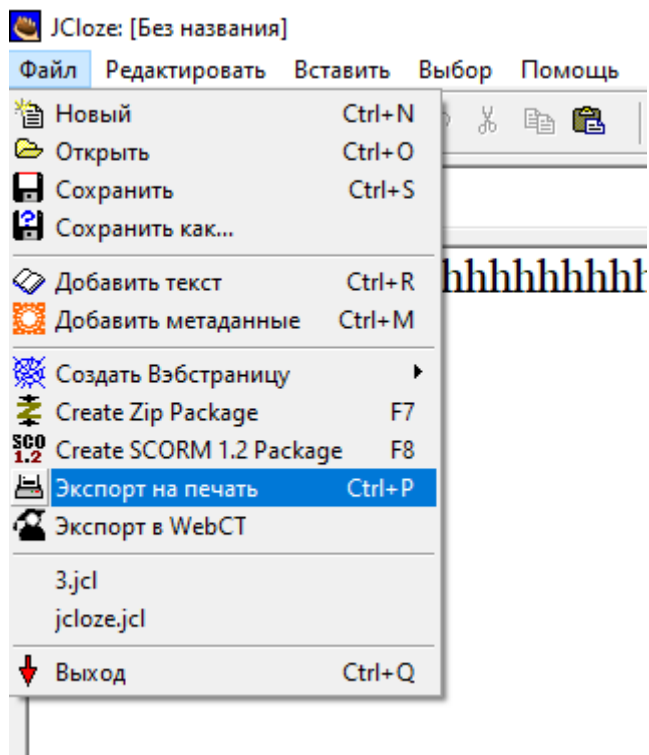 JCloze: [Без названия]
Файл Редактировать Вставить Выбор Помощь
Новый Ctrl+N
Открыть Ctrl+O
Сохранить Ctrl+S
Сохранить как...
Добавить текст Ctrl+R
Добавить метаданные Ctrl+M
Создать Вэбстраницу
Create Zip Package F7
SCO 1.2 Create SCORM 1.2 Package F8
Экспорт на печать Ctrl+P
Экспорт в WebCT
3.jcl
jcloze.jcl
Выход Ctrl+Q